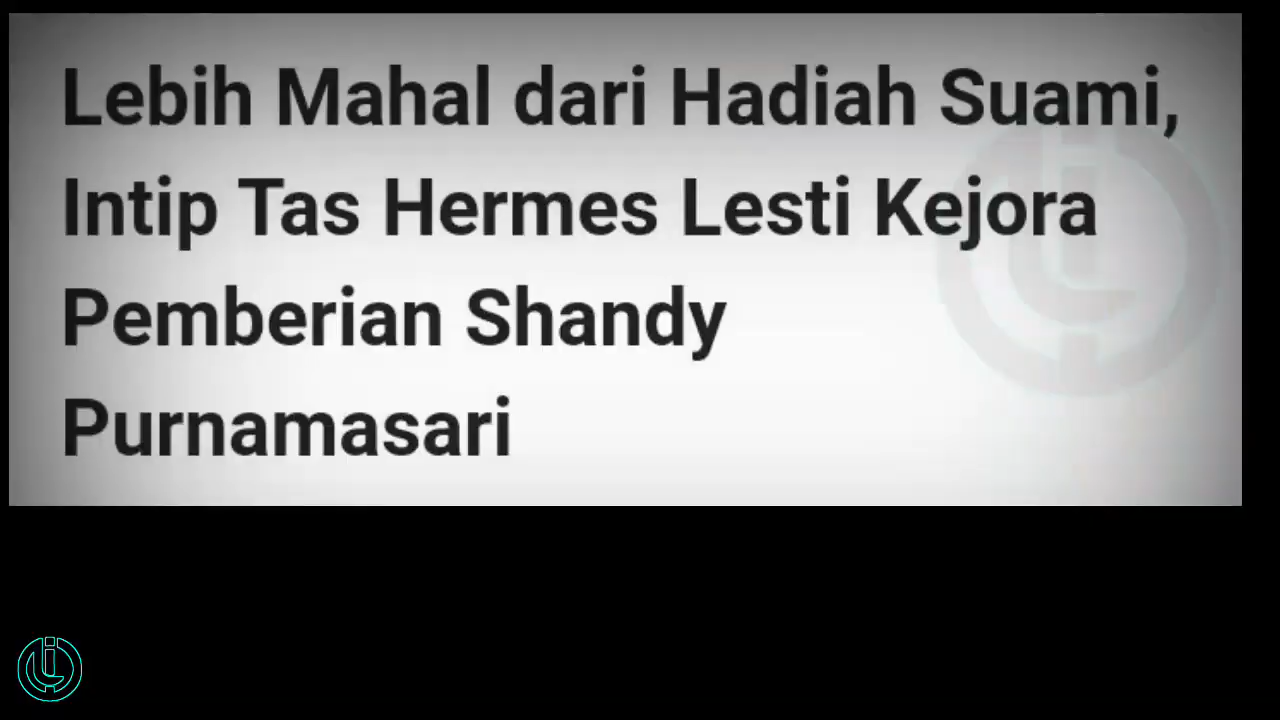 Lebih Mahal dari Hadiah Suami,
Intip Tas Hermes Lesti Kejora
Pemberian Shandy
Purnamasari